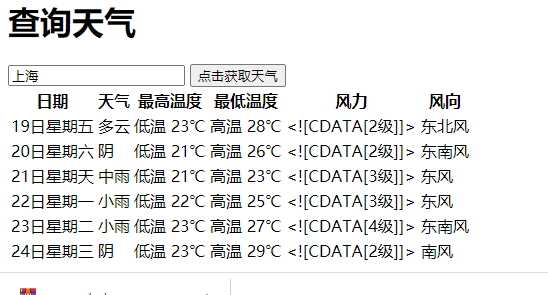 查询天气
上海 点击获取天气
日期 天气 最高温度 最低温度 风力 风向
19日星期五 多云 低温 23℃ 高温 28℃ <![CDATA[2级]]> 东北风
20日星期六 阴 低温 21℃ 高温 26℃ <![CDATA[2级]]> 东南风
21日星期天 中雨 低温 21℃ 高温 23℃ <![CDATA[3级]]> 东风
22日星期一 小雨 低温 22℃ 高温 25℃ <![CDATA[3级]]> 东风
23日星期二 小雨 低温 23℃ 高温 27℃ <![CDATA[4级]]> 东南风
24日星期三 阴 低温 23℃ 高温 29℃ <![CDATA[2级]]> 南风